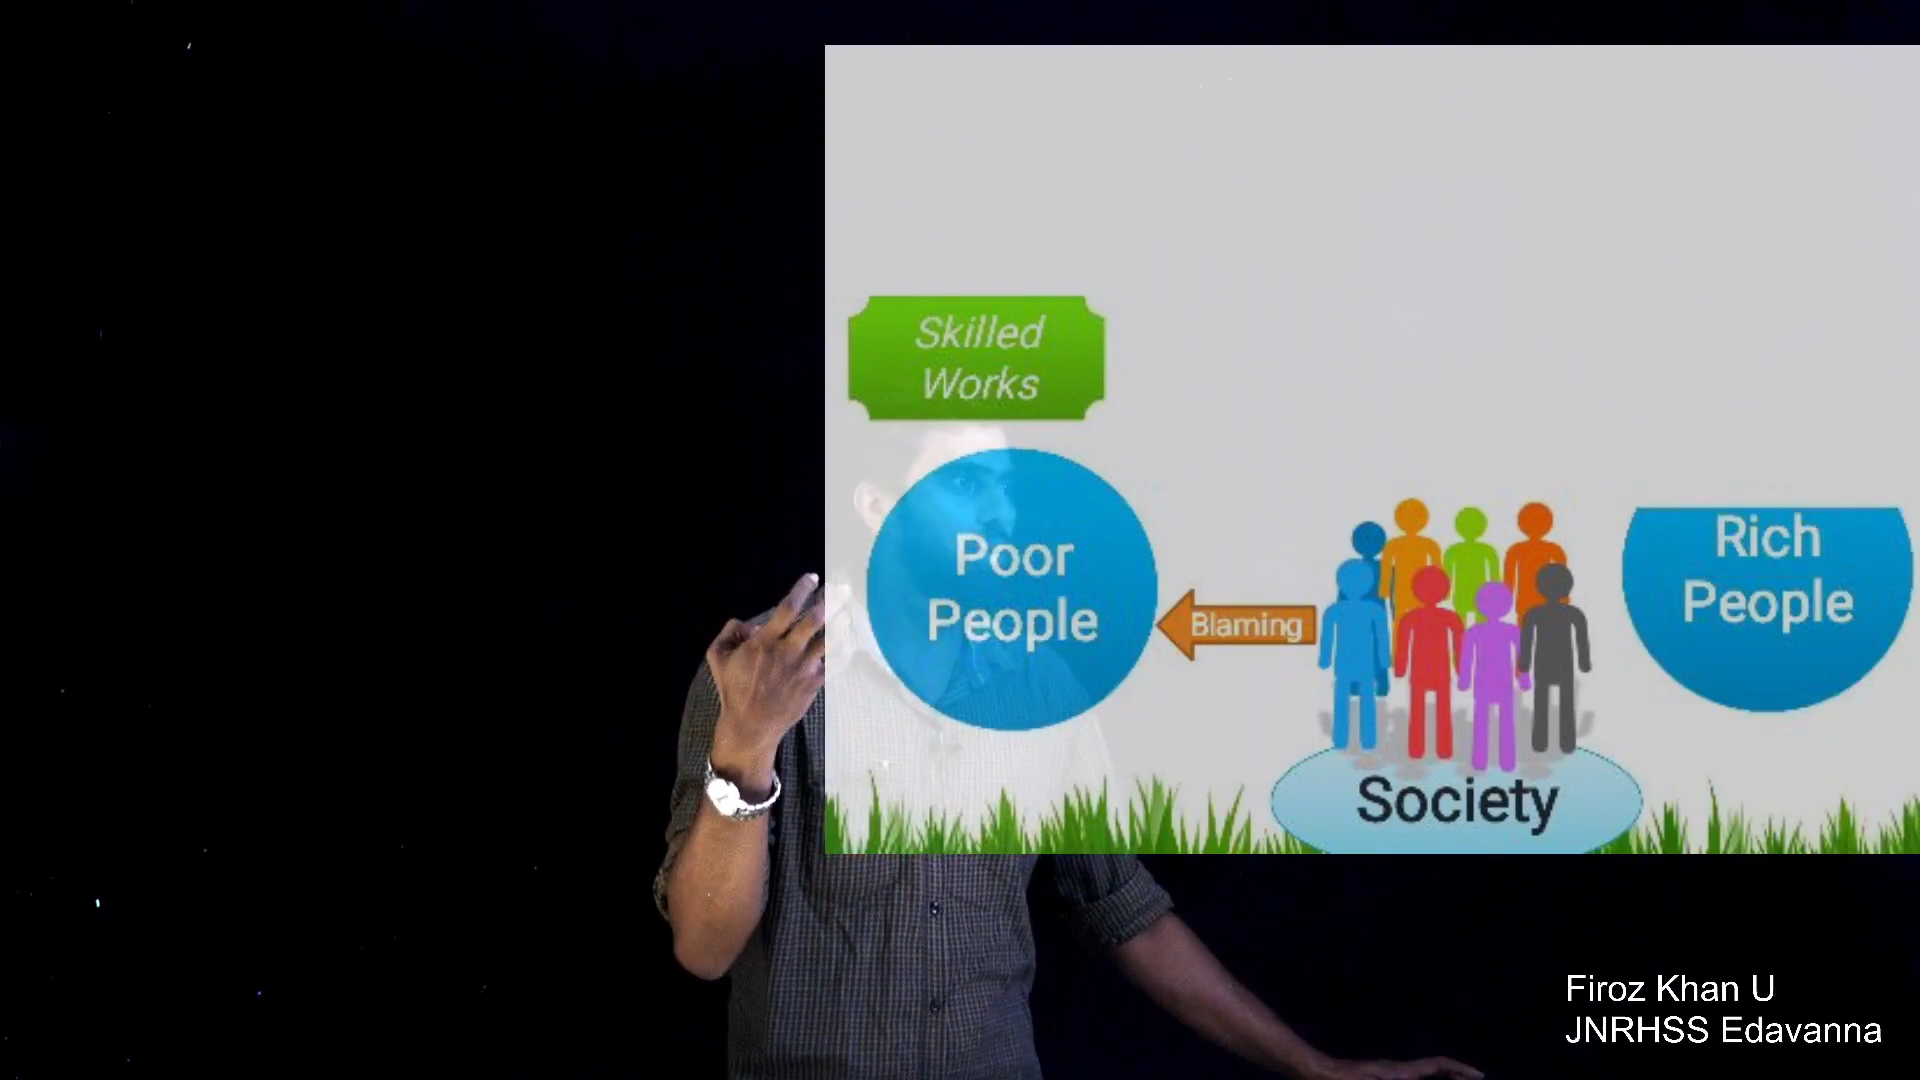 Skilled
Works
Poor
People
Blaming
Rich
People
Society
Firoz Khan U
JNRHSS Edavanna